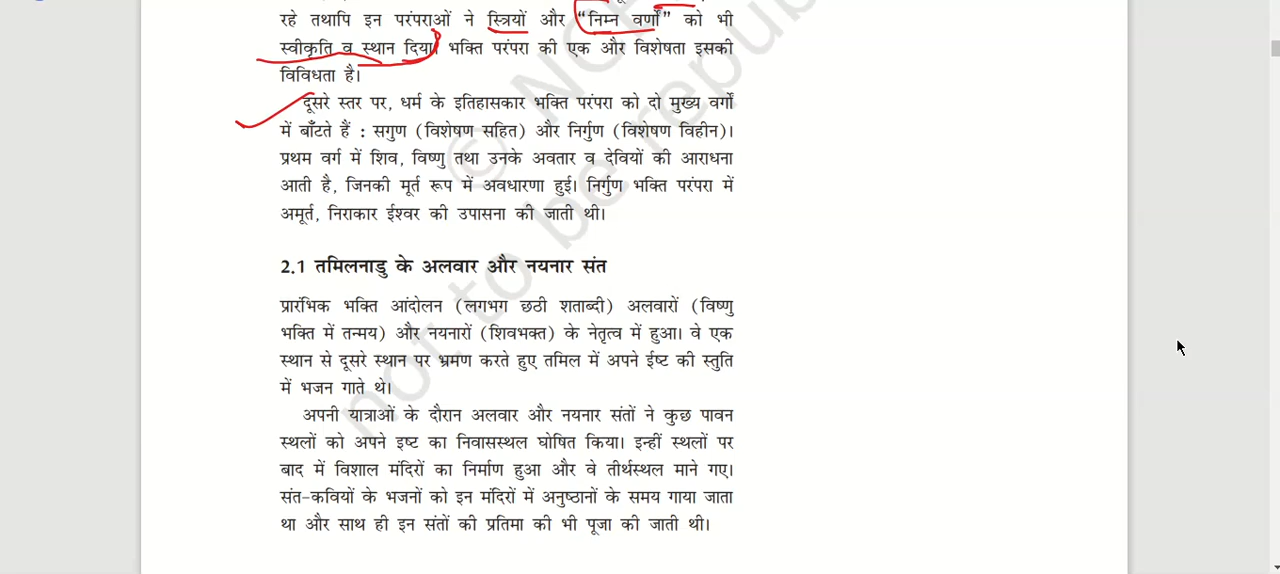 रहे तथापि इन परंपराओं ने स्त्रियों और “निम्न वर्णों” को भी
स्वीकृति व स्थान दिया। भक्ति परंपरा की एक और विशेषता इसकी
विविधता है।
दूसरे स्तर पर, धर्म के इतिहासकार भक्ति परंपरा को दो मुख्य वर्गों
में बाँटते हैं : सगुण (विशेषण सहित) और निर्गुण (विशेषण विहीन)।
प्रथम वर्ग में शिव, विष्णु तथा उनके अवतार व देवियों की आराधना
आती है, जिनकी मूर्त रूप में अवधारणा हुई। निर्गुण भक्ति परंपरा में
अमूर्त, निराकार ईश्वर की उपासना की जाती थी।
2.1 तमिलनाडु के अलवार और नयनार संत
प्रारंभिक भक्ति आंदोलन (लगभग छठी शताब्दी) अलवारों (विष्णु
भक्ति में तन्मय) और नयनारों (शिवभक्त) के नेतृत्व में हुआ। वे एक
स्थान से दूसरे स्थान पर भ्रमण करते हुए तमिल में अपने ईष्ट की स्तुति
में भजन गाते थे।
अपनी यात्राओं के दौरान अलवार और नयनार संतों ने कुछ पावन
स्थलों को अपने इष्ट का निवासस्थल घोषित किया। इन्हीं स्थलों पर
बाद में विशाल मंदिरों का निर्माण हुआ और वे तीर्थस्थल माने गए।
संत-कवियों के भजनों को इन मंदिरों में अनुष्ठानों के समय गाया जाता
था और साथ ही इन संतों की प्रतिमा की भी पूजा की जाती थी।
© NC
not to be repub